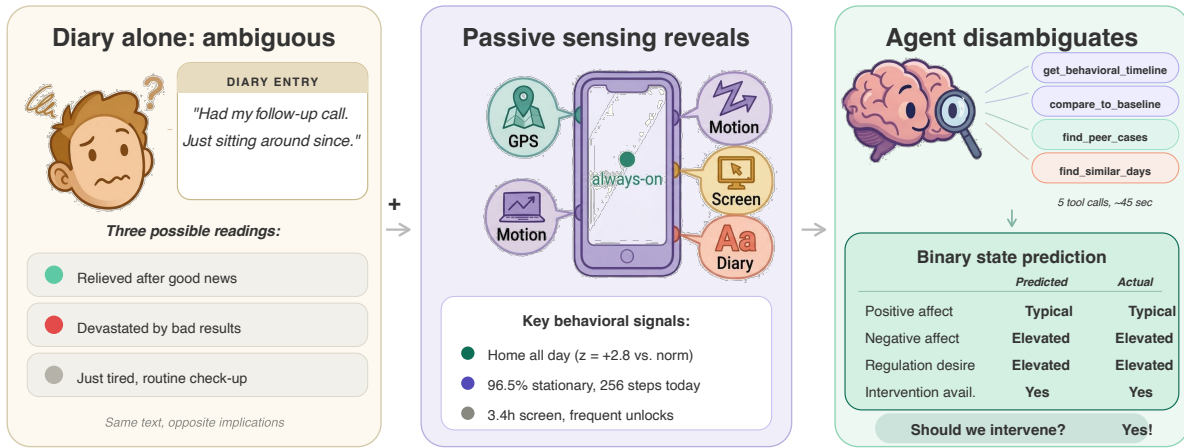 Diary alone: ambiguous
?
DIARY ENTRY
"Had my follow-up call.
Just sitting around since."
Three possible readings:
Relieved after good news
Devastated by bad results
Just tired, routine check-up
Same text, opposite implications
+
Passive sensing reveals
GPS
Motion
always-on
Screen
Motion
Aa
Diary
Key behavioral signals:
Home all day (z = +2.8 vs. norm)
96.5% stationary, 256 steps today
3.4h screen, frequent unlocks
Agent disambiguates
get_behavioral_timeline
compare_to_baseline
find_peer_cases
find_similar_days
5 tool calls, ~45 sec
Binary state prediction
Predicted Actual
Positive affect Typical Typical
Negative affect Elevated Elevated
Regulation desire Elevated Elevated
Intervention avail. Yes Yes
Should we intervene? Yes!